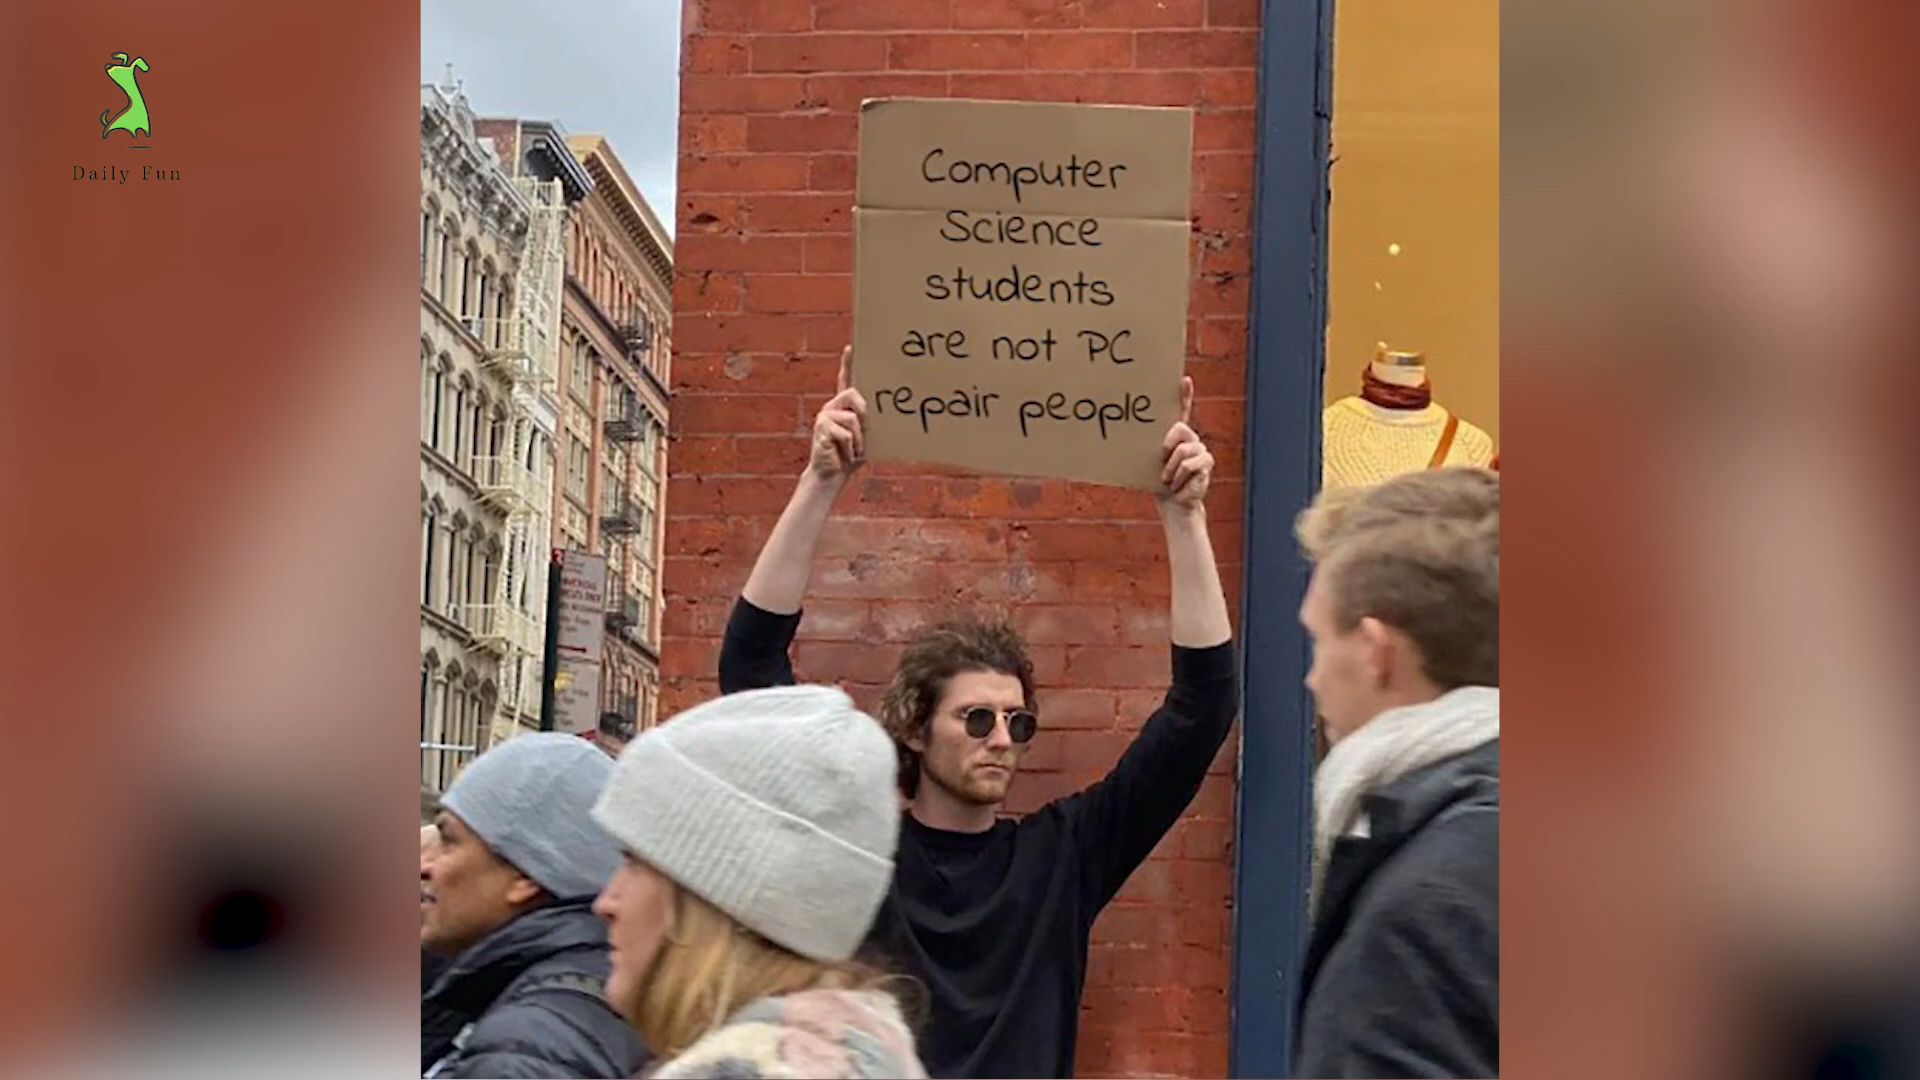 Daily Fun
Computer
Science
students
are not PC
repair people